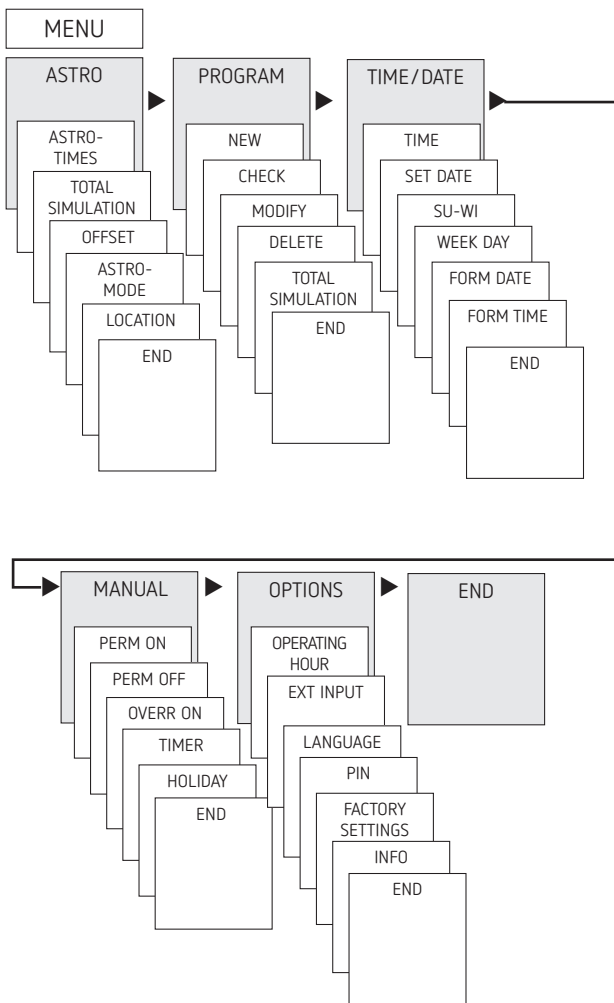 MENU
ASTRO
ASTRO-
TIMES
TOTAL
SIMULATION
OFFSET
ASTRO-
MODE
LOCATION
END
PROGRAM
NEW
CHECK
MODIFY
DELETE
TOTAL
SIMULATION
END
TIME/DATE
TIME
SET DATE
SU-WI
WEEK DAY
FORM DATE
FORM TIME
END
MANUAL
PERM ON
PERM OFF
OVERR ON
TIMER
HOLIDAY
END
OPTIONS
OPERATING
HOUR
EXT INPUT
LANGUAGE
PIN
FACTORY
SETTINGS
INFO
END
END